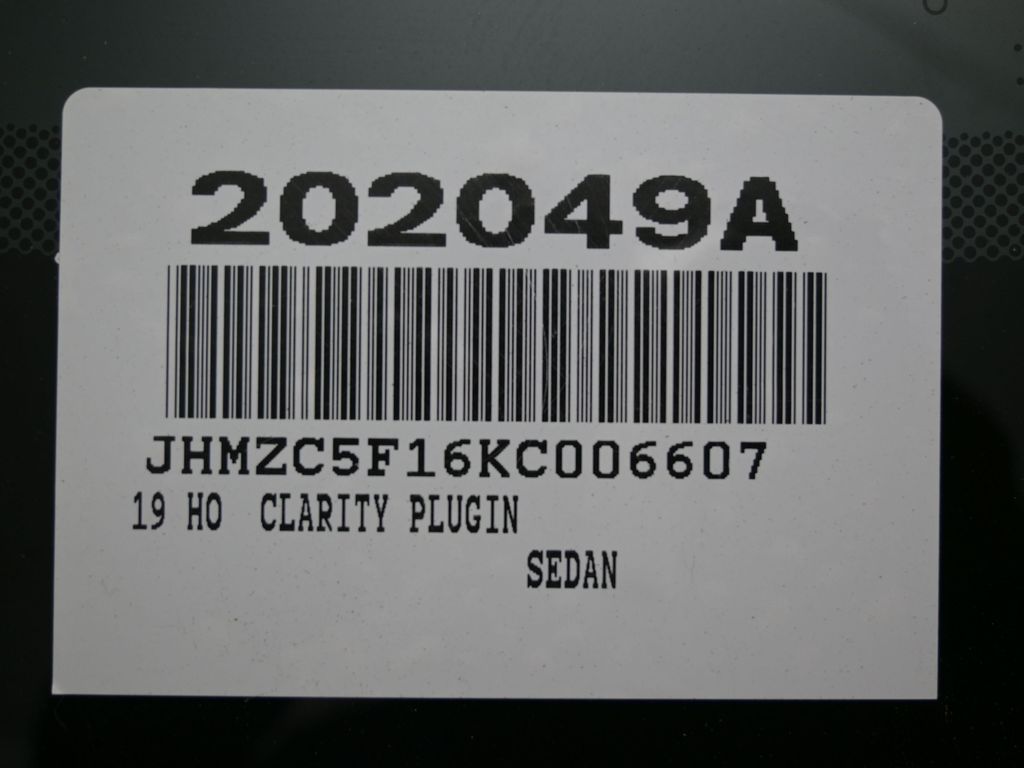 202049A
JHMZC5F16KC006607
19 HO CLARITY PLUGIN
SEDAN